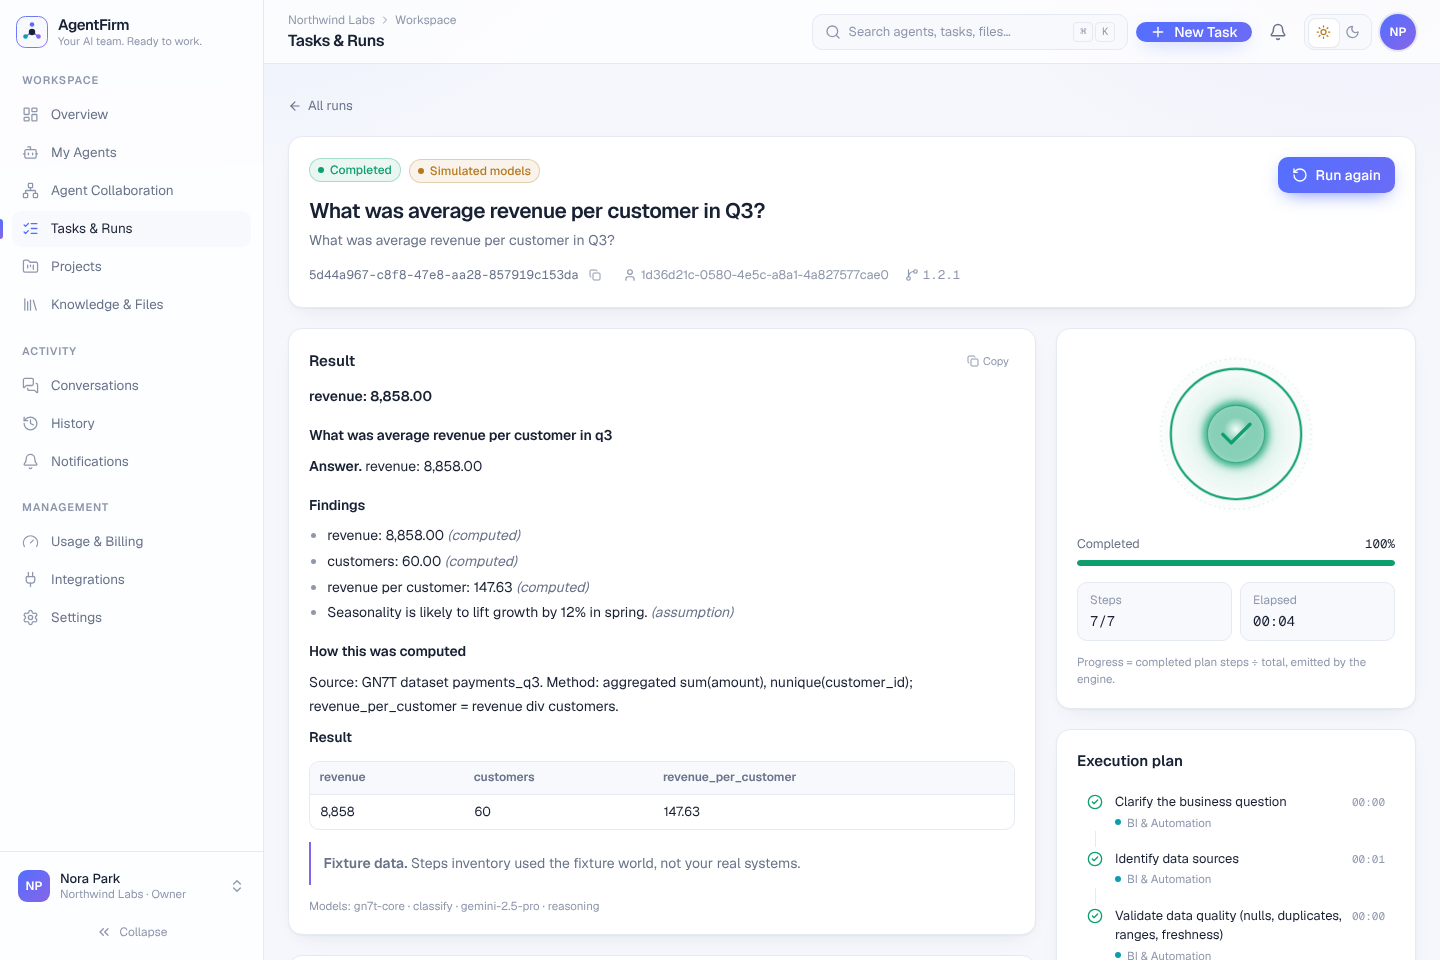 AgentFirm
Your AI team. Ready to work.
WORKSPACE
Overview
My Agents
Agent Collaboration
Tasks & Runs
Projects
Knowledge & Files
ACTIVITY
Conversations
History
Notifications
MANAGEMENT
Usage & Billing
Integrations
Settings
NP
Nora Park
Northwind Labs · Owner
Collapse
Northwind Labs > Workspace
Tasks & Runs
Search agents, tasks, files...
⌘ K
New Task
NP
All runs
Completed
Simulated models
Run again
What was average revenue per customer in Q3?
What was average revenue per customer in Q3?
5d44a967-c8f8-47e8-aa28-857919c153da
1d36d21c-0580-4e5c-a8a1-4a827577cae0
1.2.1
Result
Copy
revenue: 8,858.00
What was average revenue per customer in q3
Answer. revenue: 8,858.00
Findings
revenue: 8,858.00 (computed)
customers: 60.00 (computed)
revenue per customer: 147.63 (computed)
Seasonality is likely to lift growth by 12% in spring. (assumption)
How this was computed
Source: GN7T dataset payments_q3. Method: aggregated sum(amount), nunique(customer_id);
revenue_per_customer = revenue div customers.
Result
revenue customers revenue_per_customer
8,858 60 147.63
Fixture data. Steps inventory used the fixture world, not your real systems.
Models: gn7t-core · classify · gemini-2.5-pro · reasoning
Completed 100%
Steps
7/7
Elapsed
00:04
Progress = completed plan steps ÷ total, emitted by the
engine.
Execution plan
Clarify the business question 00:00
BI & Automation
Identify data sources 00:01
BI & Automation
Validate data quality (nulls, duplicates, 00:00
ranges, freshness)
BI & Automation